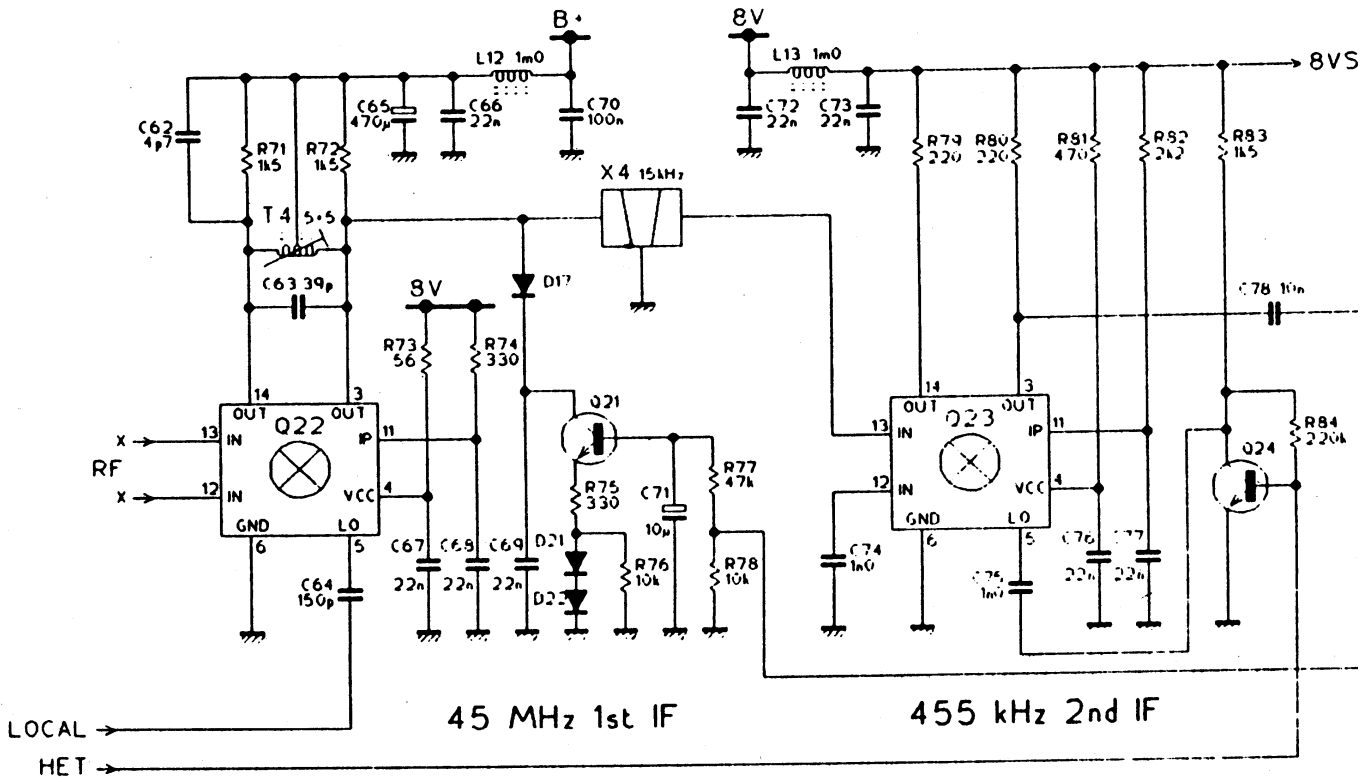 B+
8V
L12 1m0
L13 1m0
8VS
C62
4p7
C65
470µ
C66
22n
C70
100n
C72
22n
C73
22n
R71
1k5
R72
1k5
R79
220
R80
220
R81
470
R82
2k2
R83
1k5
X4 15kHz
T4 5+5
C63 39p
8V
D17
C78 10n
R73
56
R74
330
14
3
OUT OUT
Q22
13 IN
IP 11
RF
X
X
12 IN
VCC 4
GND
LO
6
5
Q21
R75
330
C71
10µ
R77
47k
14
3
OUT OUT
Q23
13 IN
IP 11
12 IN
VCC 4
GND
LO
6
5
R84
220k
Q24
C64
150p
C67
22n
C68
22n
C69
22n
D21
D22
R76
10k
R78
10k
C74
1n0
C75
1n0
C76
22n
C77
22n
45 MHz 1st IF
455 kHz 2nd IF
LOCAL
HET